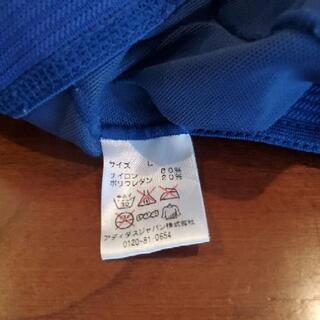 サイズ L
ナイロン 80%
ポリウレタン 20%
アディダスジャパン株式会社
0120-81-0654